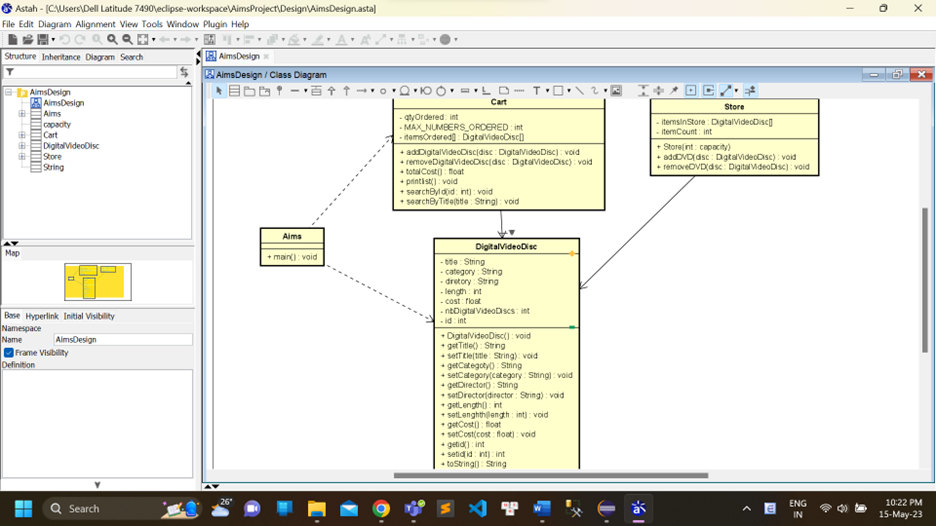 Astah - [C:\Users\Dell Latitude 7490\eclipse-workspace\AimsProject\Design\AimsDesign.asta]
File Edit Diagram Alignment View Tools Window Plugin Help
Structure Inheritance Diagram Search
AimsDesign
AimsDesign
Aims
capacity
Cart
DigitalVideoDisc
Store
String
Map
Base Hyperlink Initial Visibility
Namespace
Name AimsDesign
Frame Visibility
Definition
AimsDesign
AimsDesign / Class Diagram
Cart
- qtyOrdered : int
- MAX_NUMBERS_ORDERED : int
- itemsOrdered[] : DigitalVideoDisc[]
+ addDigitalVideoDisc(disc : DigitalVideoDisc) : void
+ removeDigitalVideoDisc(disc : DigitalVideoDisc) : void
+ totalCost() : float
+ printlist() : void
+ searchById(id : int) : void
+ searchByTitle(title : String) : void
Store
- itemsInStore : DigitalVideoDisc[]
- itemCount : int
+ Store(int : capacity)
+ addDVD(disc : DigitalVideoDisc) : void
+ removeDVD(disc : DigitalVideoDisc) : void
Aims
+ main() : void
DigitalVideoDisc
- title : String
- category : String
- diretory : String
- length : int
- cost : float
- nbDigitalVideoDiscs : int
- id : int
+ DigitalVideoDisc() : void
+ getTitle() : String
+ setTitle(title : String) : void
+ getCategoty() : String
+ setCategory(category : String) : void
+ getDirector() : String
+ setDirector(director : String) : void
+ getLength() : int
+ setLenghth(length : int) : void
+ getCost() : float
+ setCost(cost : float) : void
+ getid() : int
+ setid(id : int) : int
+ toString() : String
Search
26°
ENG
IN
10:22 PM
15-May-23